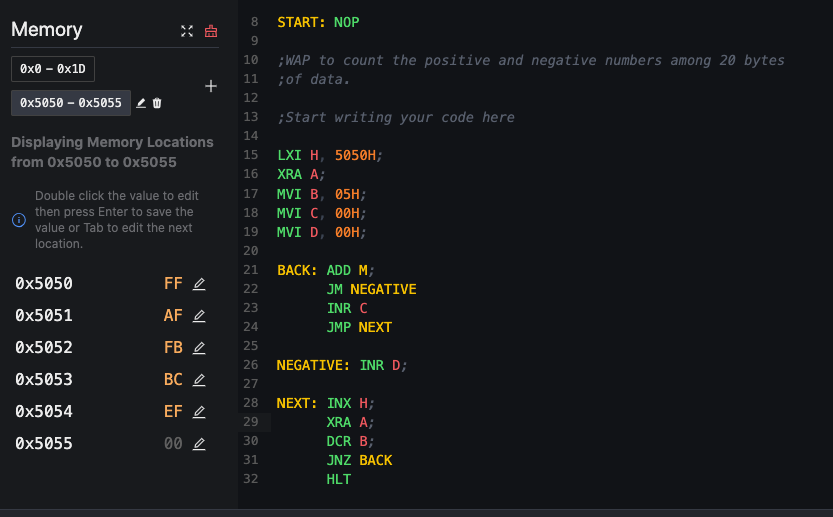 Memory
0x0 – 0x1D
0x5050 – 0x5055
Displaying Memory Locations
from 0x5050 to 0x5055
Double click the value to edit
then press Enter to save the
value or Tab to edit the next
location.
0x5050 FF
0x5051 AF
0x5052 FB
0x5053 BC
0x5054 EF
0x5055 00
8 START: NOP
9
10 ;WAP to count the positive and negative numbers among 20 bytes
11 ;of data.
12
13 ;Start writing your code here
14
15 LXI H, 5050H;
16 XRA A;
17 MVI B, 05H;
18 MVI C, 00H;
19 MVI D, 00H;
20
21 BACK: ADD M;
22 JM NEGATIVE
23 INR C
24 JMP NEXT
25
26 NEGATIVE: INR D;
27
28 NEXT: INX H;
29 XRA A;
30 DCR B;
31 JNZ BACK
32 HLT